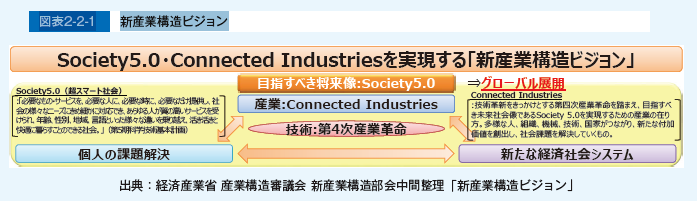 図表2-2-1 新産業構造ビジョン
Society5.0・Connected Industriesを実現する「新産業構造ビジョン」
目指すべき将来像:Society5.0
産業:Connected Industries
技術:第4次産業革命
⇒グローバル展開
Society5.0（超スマート社会）
:「必要なもの・サービスを、必要な人に、必要な時に、必要なだけ提供し、社
会の様々なニーズにきめ細かに対応でき、あらゆる人が質の高いサービスを受
けられ、年齢、性別、地域、言語といった様々な違いを乗り越え、活き活きと
快適に暮らすことのできる社会。」（第5期科学技術基本計画）
Connected Industries
:技術革新をきっかけとする第四次産業革命を踏まえ、目指すべ
き未来社会像であるSociety 5.0を実現するための産業の在り
方。多様な人、組織、機械、技術、国家がつながり、新たな付加
価値を創出し、社会課題を解決していくもの。
個人の課題解決
新たな経済社会システム
出典：経済産業省 産業構造審議会 新産業構造部会中間整理「新産業構造ビジョン」